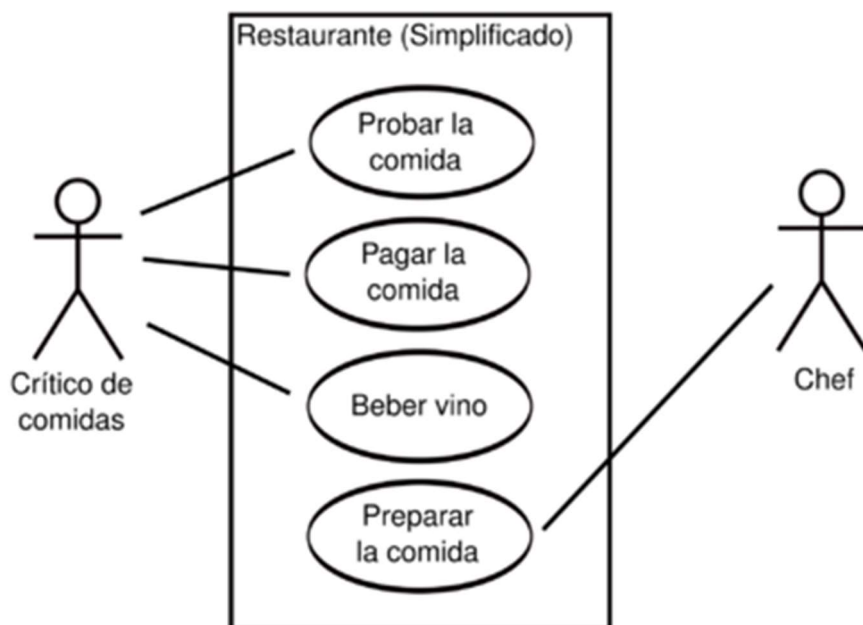 Restaurante (Simplificado)
Probar la
comida
Pagar la
comida
Beber vino
Preparar
la comida
Crítico de
comidas
Chef